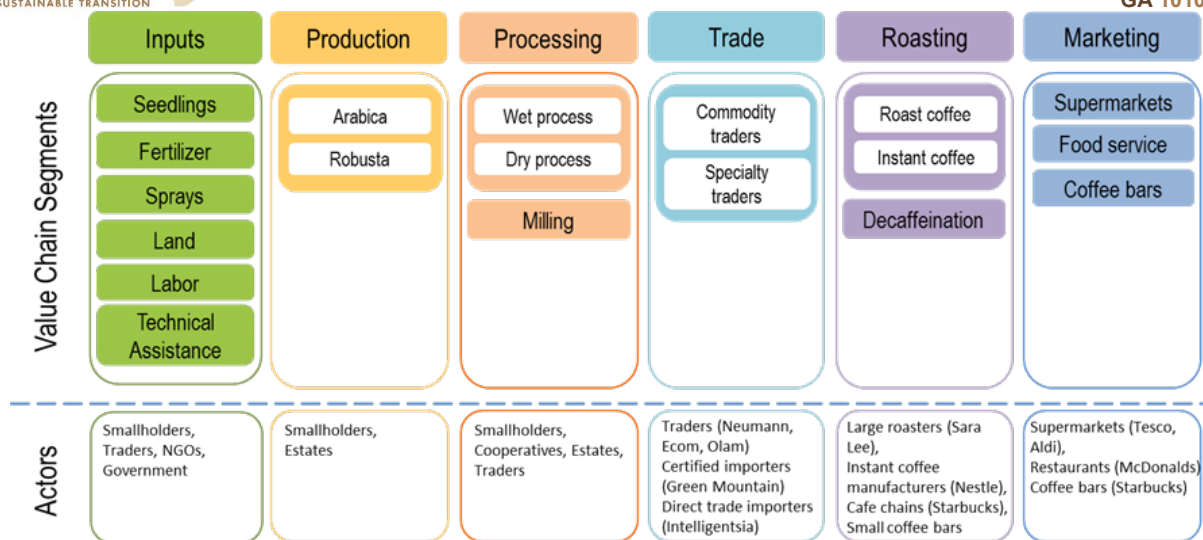 SUSTAINABLE TRANSITION
GA 1010
Inputs
Production
Processing
Trade
Roasting
Marketing
Value Chain Segments
Seedlings
Fertilizer
Sprays
Land
Labor
Technical
Assistance
Arabica
Robusta
Wet process
Dry process
Milling
Commodity
traders
Specialty
traders
Roast coffee
Instant coffee
Decaffeination
Supermarkets
Food service
Coffee bars
Actors
Smallholders,
Traders, NGOs,
Government
Smallholders,
Estates
Smallholders,
Cooperatives, Estates,
Traders
Traders (Neumann,
Ecom, Olam)
Certified importers
(Green Mountain)
Direct trade importers
(Intelligentsia)
Large roasters (Sara
Lee),
Instant coffee
manufacturers (Nestle),
Cafe chains (Starbucks),
Small coffee bars
Supermarkets (Tesco,
Aldi),
Restaurants (McDonalds)
Coffee bars (Starbucks)